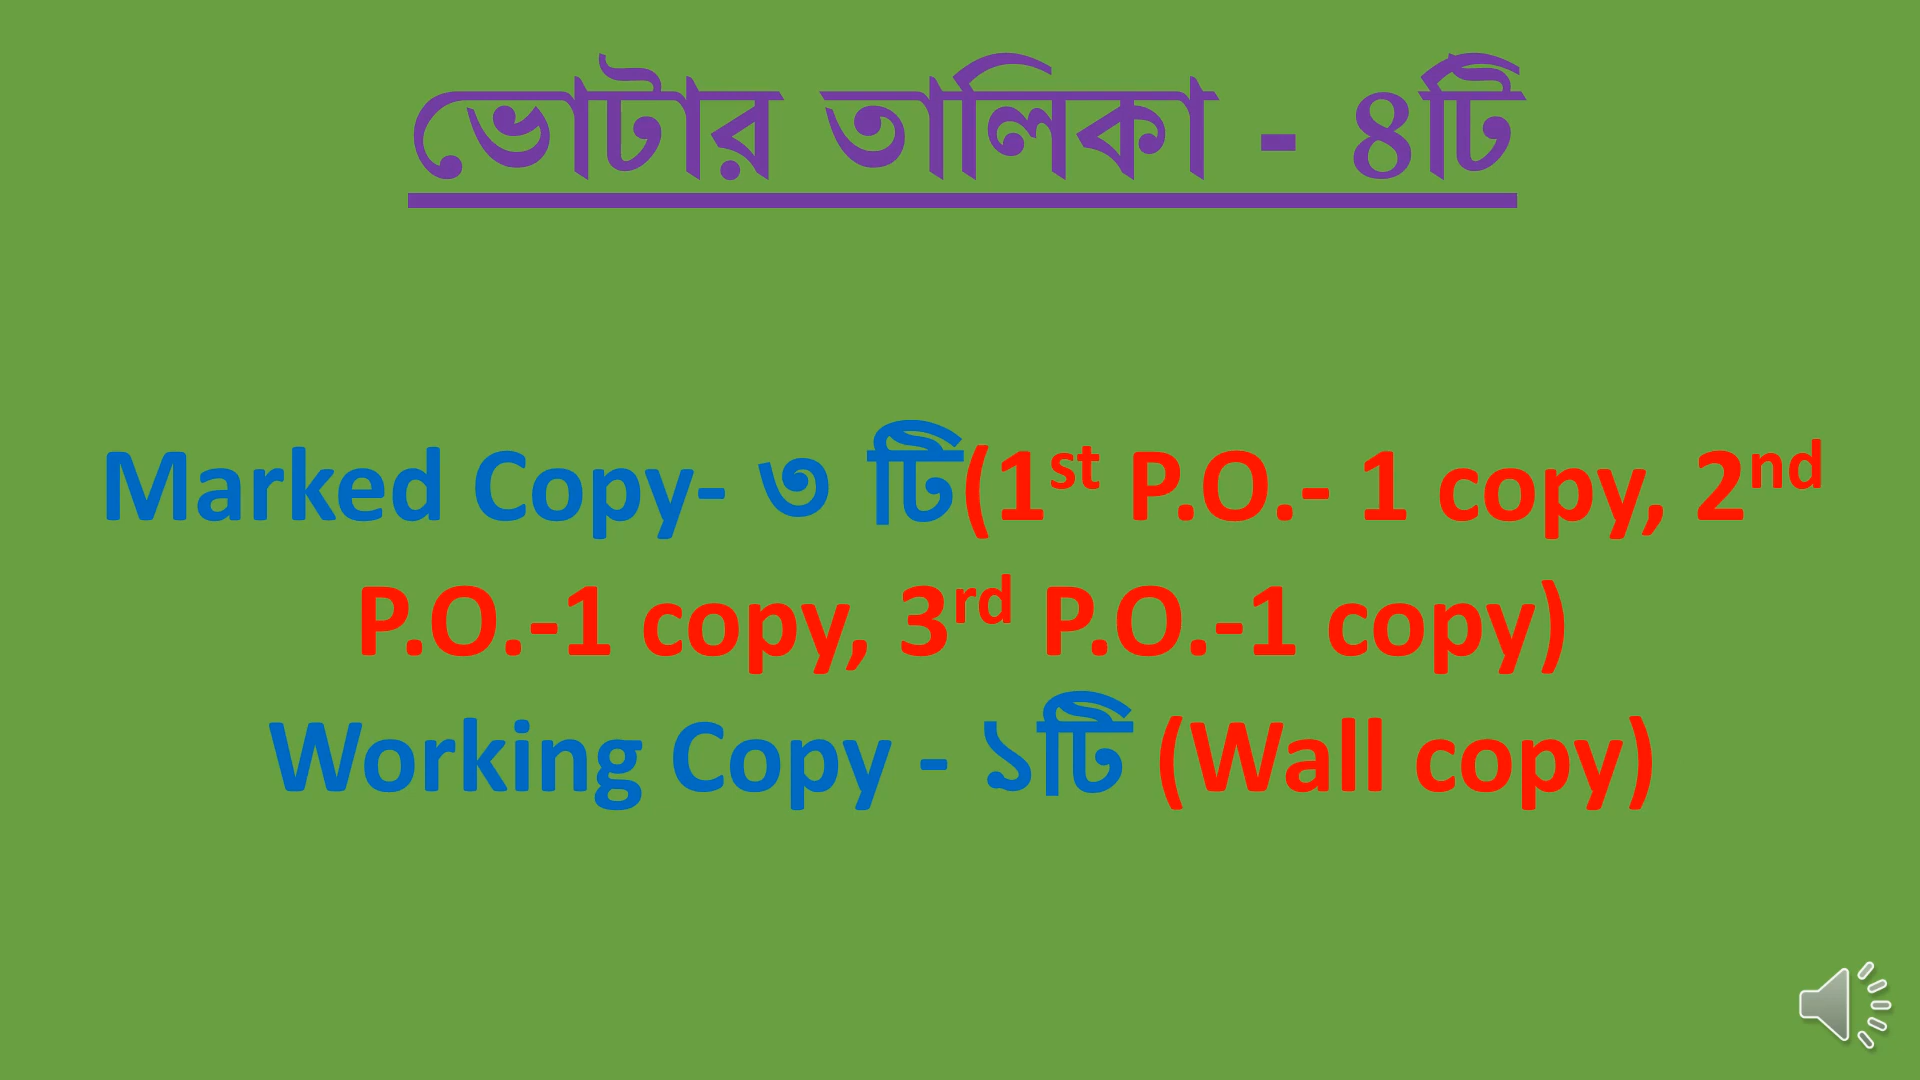 ভোটার তালিকা - ৪টি
Marked Copy- ৩ টি(1st P.O.- 1 copy, 2nd
P.O.-1 copy, 3rd P.O.-1 copy)
Working Copy - ১টি (Wall copy)